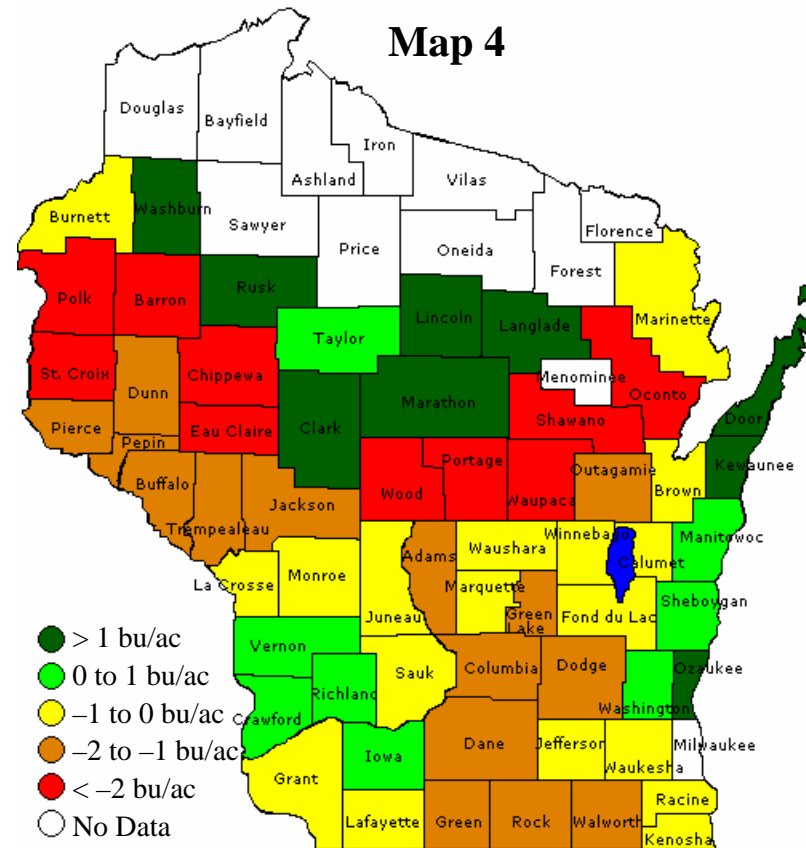 Map 4
Douglas
Bayfield
Iron
Ashland
Vilas
Burnett
Washburn
Sawyer
Florence
Price
Oneida
Forest
Polk
Barron
Rusk
Lincoln
Langlade
Marinette
Taylor
St. Croix
Chippewa
Menominee
Dunn
Oconto
Marathon
Shawano
Door
Pierce
Eau Claire
Clark
Pepin
Portage
Outagamie
Kewaunee
Buffalo
Wood
Waupaca
Brown
Jackson
Trempealeau
Winnebago
Manitowoc
Adams
Waushara
Calumet
La Crosse
Monroe
Marquette
Juneau
Green
Lake
Fond du Lac
Sheboygan
Vernon
Sauk
Columbia
Dodge
Ozaukee
Richland
Washington
Crawford
Iowa
Dane
Jefferson
Milwaukee
Waukesha
Grant
Racine
Lafayette
Green
Rock
Walworth
Kenosha
> 1 bu/ac
0 to 1 bu/ac
–1 to 0 bu/ac
–2 to –1 bu/ac
< –2 bu/ac
No Data